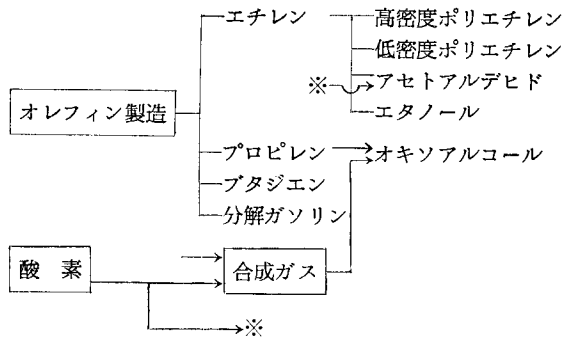 エチレン
高密度ポリエチレン
低密度ポリエチレン
※
アセトアルデヒド
オレフィン製造
エタノール
プロピレン
オキソアルコール
ブタジエン
分解ガソリン
酸素
合成ガス
※